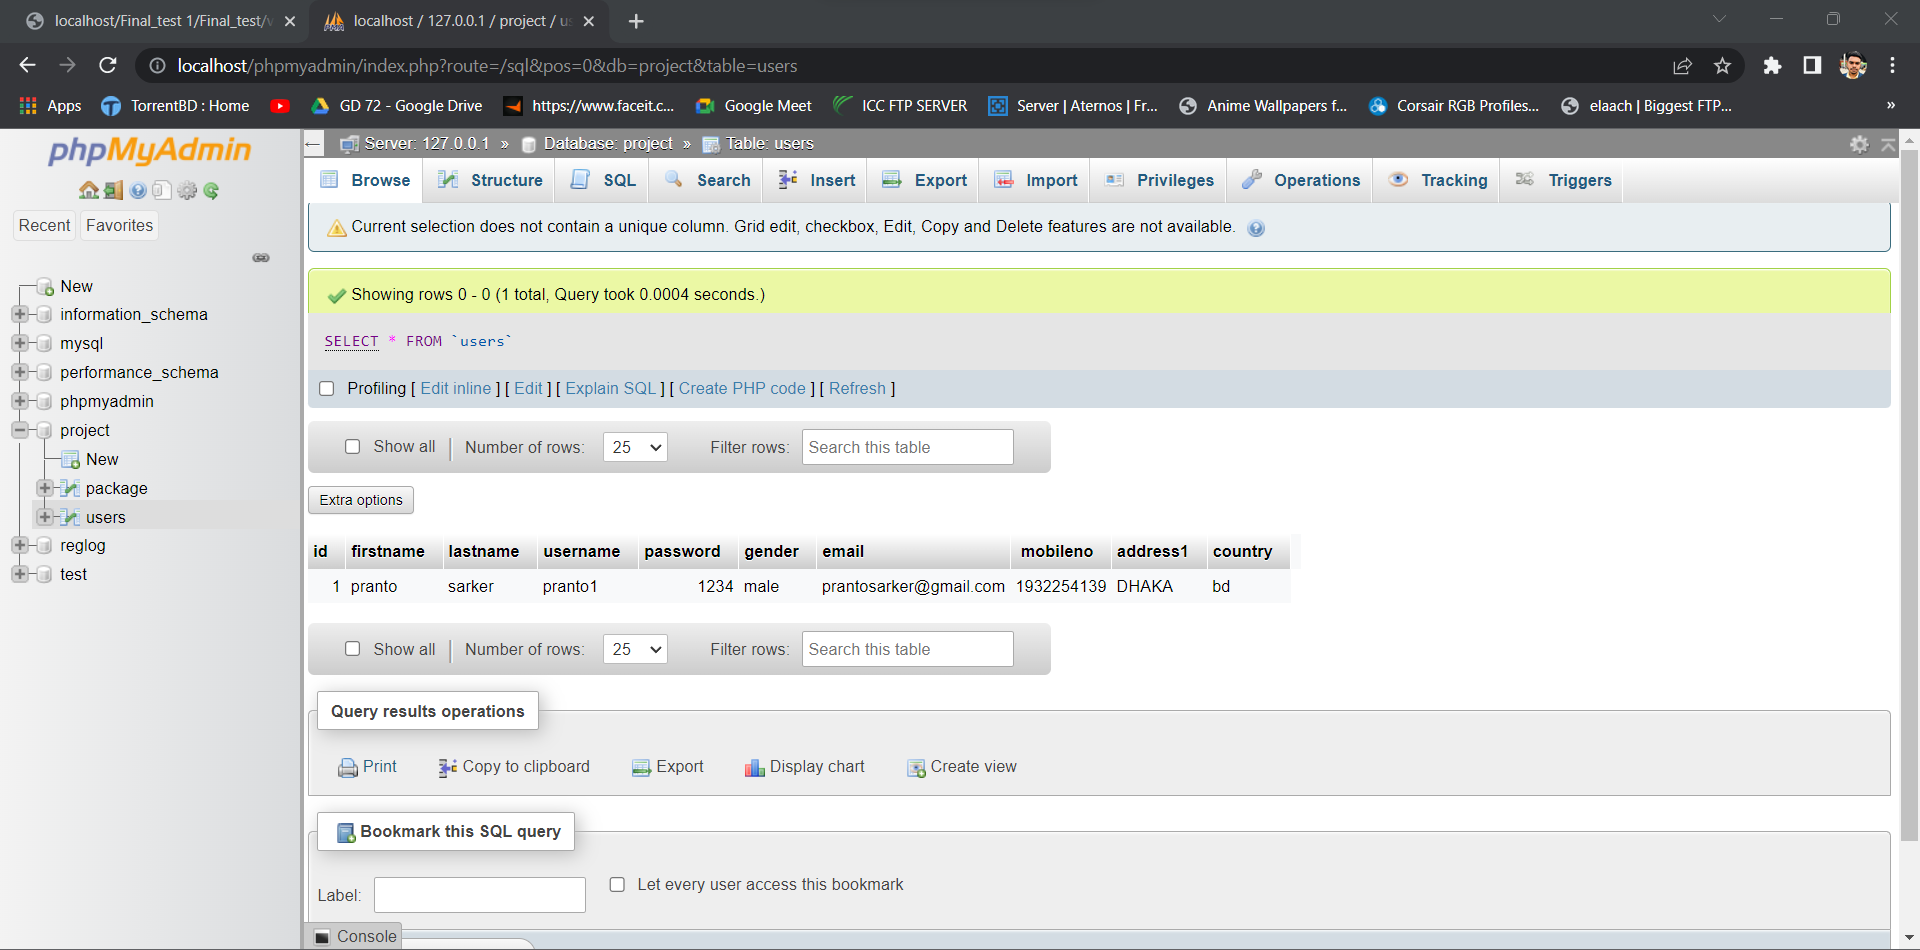 localhost/Final_test 1/Final_test/v
localhost / 127.0.0.1 / project / us
localhost/phpmyadmin/index.php?route=/sql&pos=0&db=project&table=users
Apps TorrentBD : Home GD 72 - Google Drive https://www.faceit.c... Google Meet ICC FTP SERVER Server | Aternos | Fr... Anime Wallpapers f... Corsair RGB Profiles... elaach | Biggest FTP... »
phpMyAdmin
Recent Favorites
New
information_schema
mysql
performance_schema
phpmyadmin
project
New
package
users
reglog
test
Server: 127.0.0.1 » Database: project » Table: users
Browse Structure SQL Search Insert Export Import Privileges Operations Tracking Triggers
Current selection does not contain a unique column. Grid edit, checkbox, Edit, Copy and Delete features are not available.
Showing rows 0 - 0 (1 total, Query took 0.0004 seconds.)
SELECT * FROM `users`
Profiling [ Edit inline ] [ Edit ] [ Explain SQL ] [ Create PHP code ] [ Refresh ]
Show all Number of rows: 25 Filter rows: Search this table
Extra options
id firstname lastname username password gender email mobileno address1 country
1 pranto sarker pranto1 1234 male prantosarker@gmail.com 1932254139 DHAKA bd
Show all Number of rows: 25 Filter rows: Search this table
Query results operations
Print Copy to clipboard Export Display chart Create view
Bookmark this SQL query
Label: Let every user access this bookmark
Console